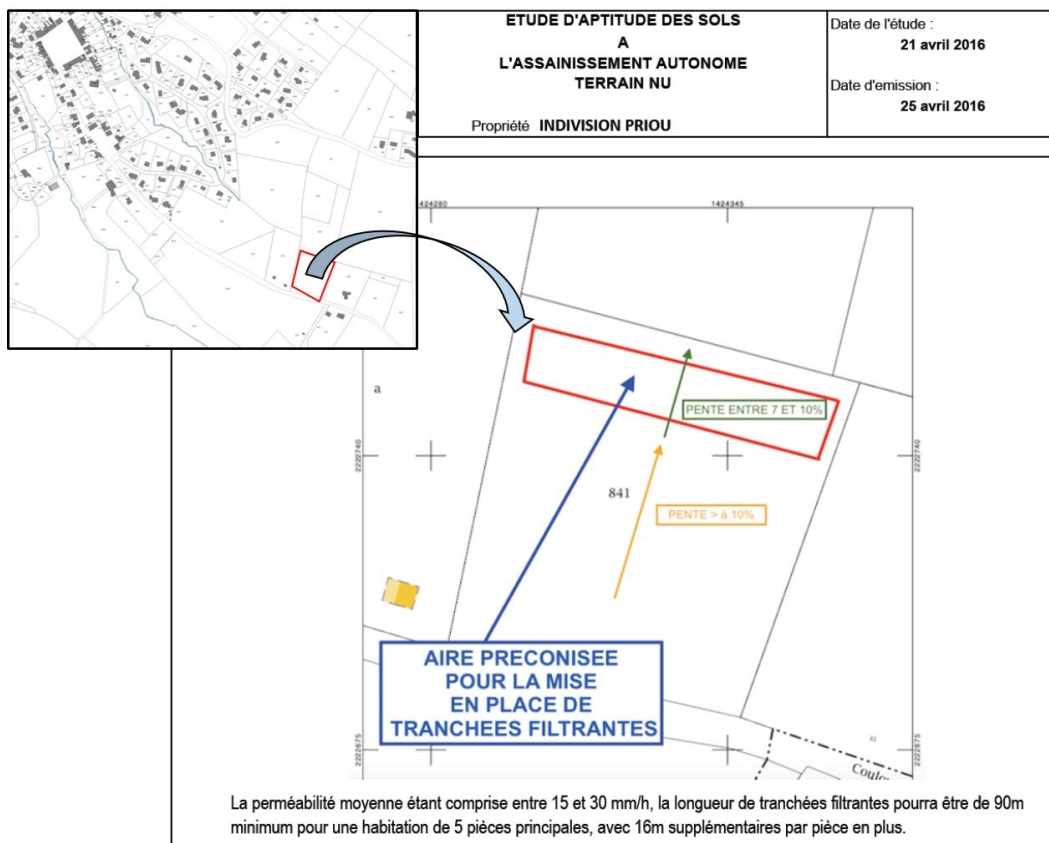 ETUDE D'APTITUDE DES SOLS
A
L'ASSAINISSEMENT AUTONOME
TERRAIN NU
Propriété INDIVISION PRIOU
Date de l'étude :
21 avril 2016
Date d'emission :
25 avril 2016
424280
1424345
a
PENTE ENTRE 7 ET 10%
2222740
2222740
841
PENTE > à 10%
AIRE PRECONISEE
POUR LA MISE
EN PLACE DE
TRANCHEES FILTRANTES
2222675
2222675
31
Coulo
La perméabilité moyenne étant comprise entre 15 et 30 mm/h, la longueur de tranchées filtrantes pourra être de 90m
minimum pour une habitation de 5 pièces principales, avec 16m supplémentaires par pièce en plus.